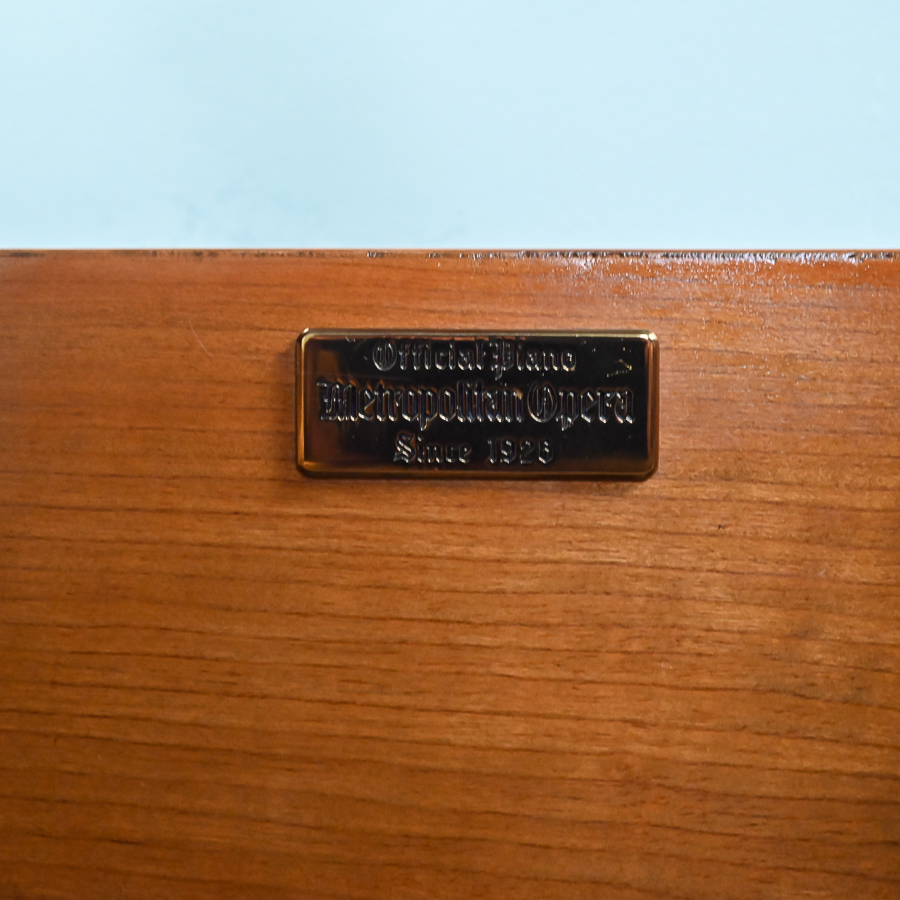 Official Piano
Metropolitan Opera
Since 1926